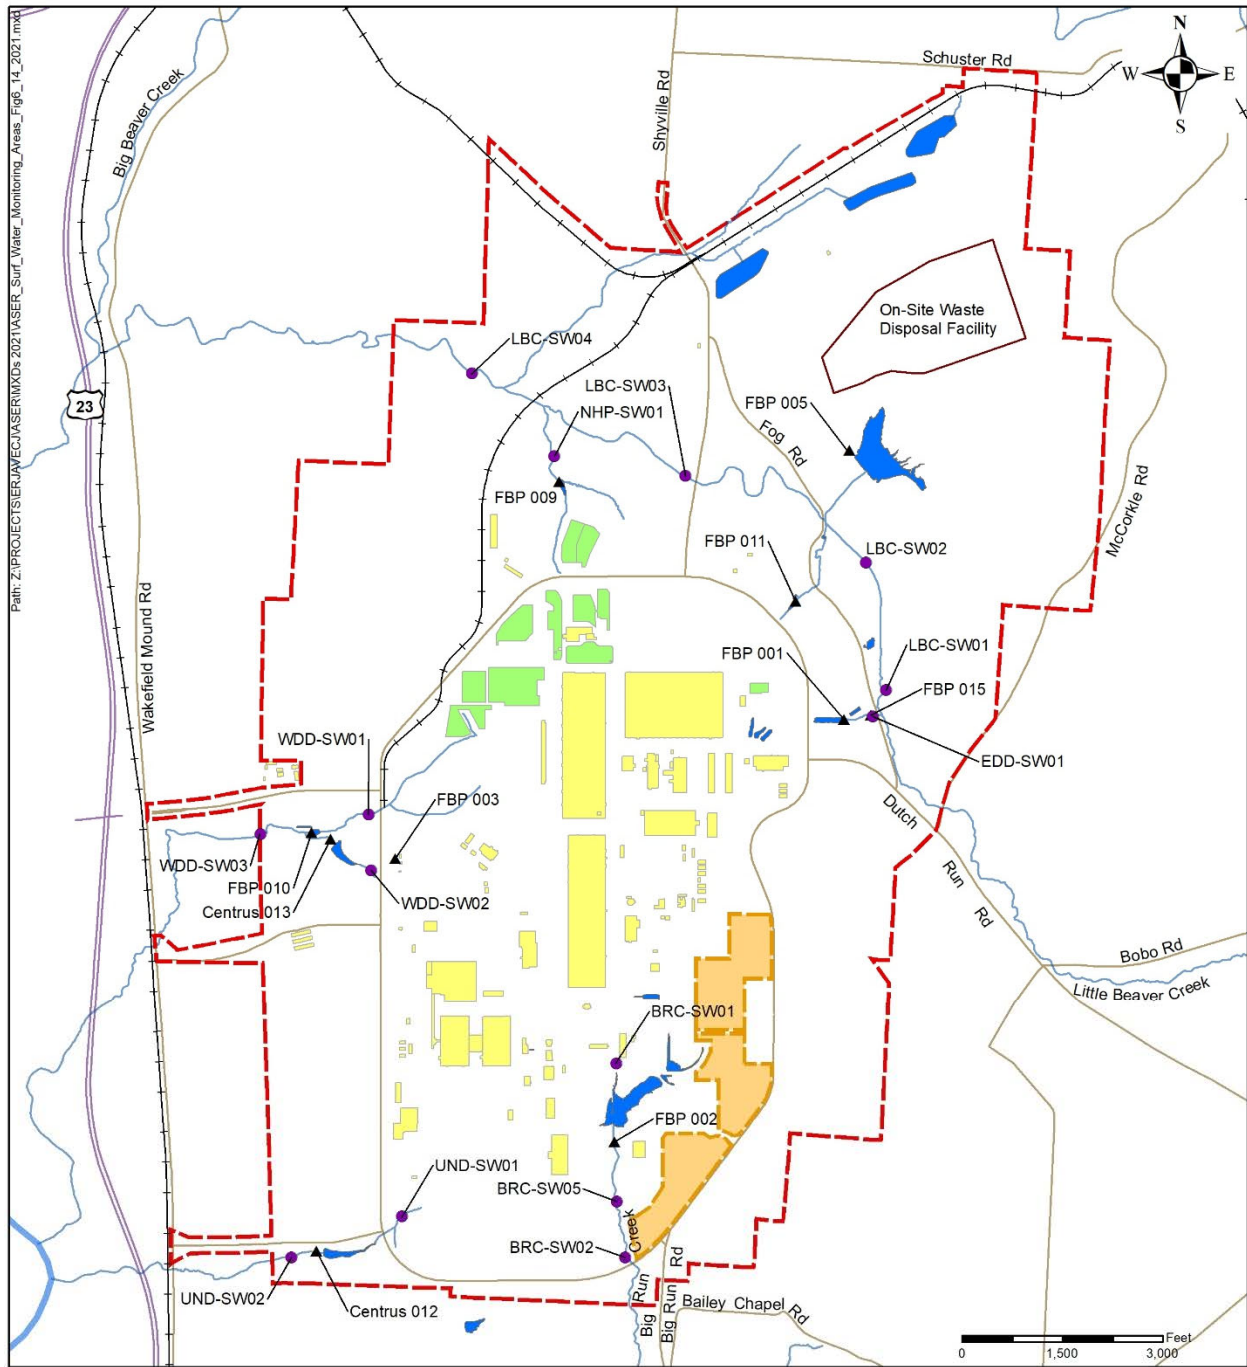 Path: Z:\PROJECTS\ERJAVECJ\ASER\MXDs 2021\ASER_Surf_Water_Monitoring_Areas_Fig6_14_2021.mxd
N
W
E
S
Schuster Rd
Shyville Rd
Big Beaver Creek
On-Site Waste
Disposal Facility
LBC-SW04
LBC-SW03
NHP-SW01
FBP 005
23
Fog Rd
McCorkle Rd
FBP 009
FBP 011
LBC-SW02
Wakefield Mound Rd
FBP 001
LBC-SW01
FBP 015
WDD-SW01
EDD-SW01
FBP 003
Dutch Run Rd
WDD-SW03
FBP 010
Centrus 013
WDD-SW02
Bobo Rd
Little Beaver Creek
BRC-SW01
FBP 002
UND-SW01
BRC-SW05
BRC-SW02
Big Run Creek
Big Run Rd
UND-SW02
Centrus 012
Bailey Chapel Rd
Feet
0 1,500 3,000